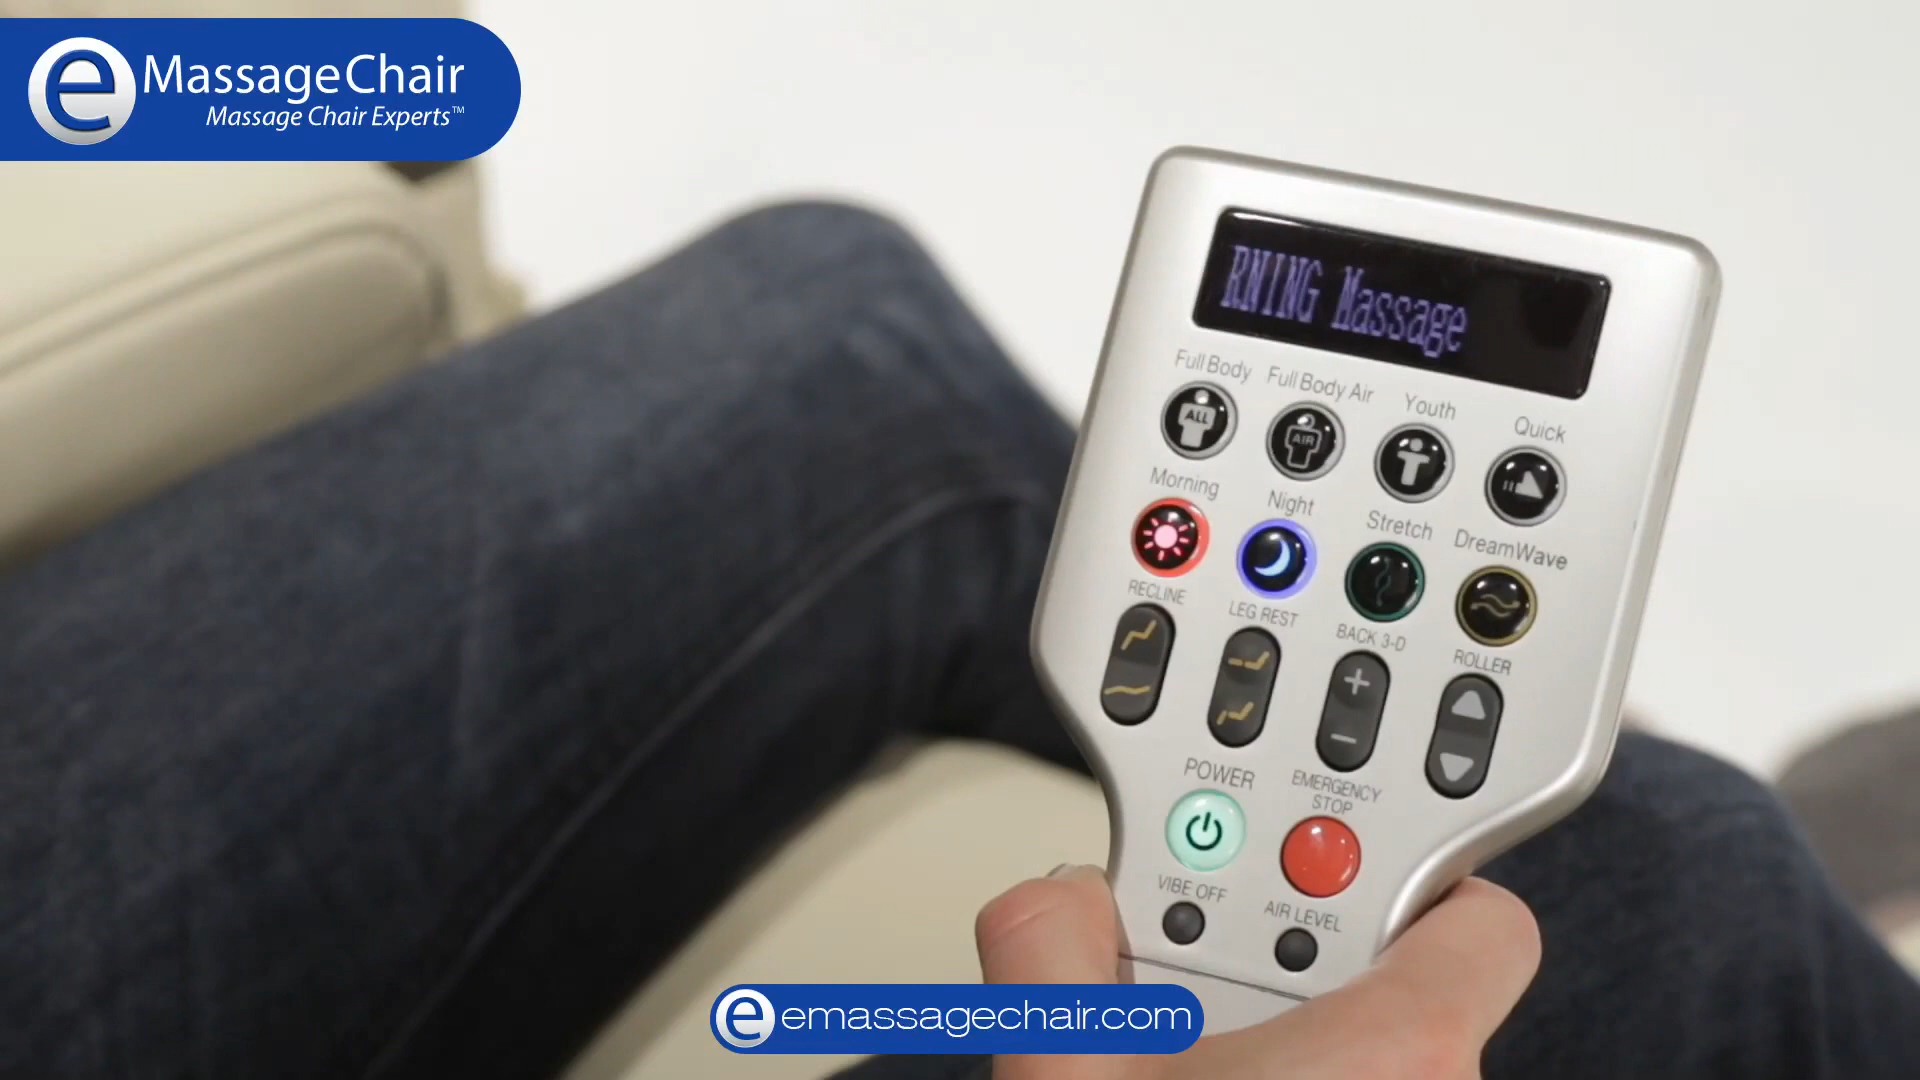 e MassageChair
Massage Chair Experts™
RNING Massage
Full Body Full Body Air Youth Quick
ALL AIR
Morning Night Stretch DreamWave
RECLINE LEG REST BACK 3-D ROLLER
+
−
POWER EMERGENCY
STOP
VIBE OFF AIR LEVEL
e emassagechair.com